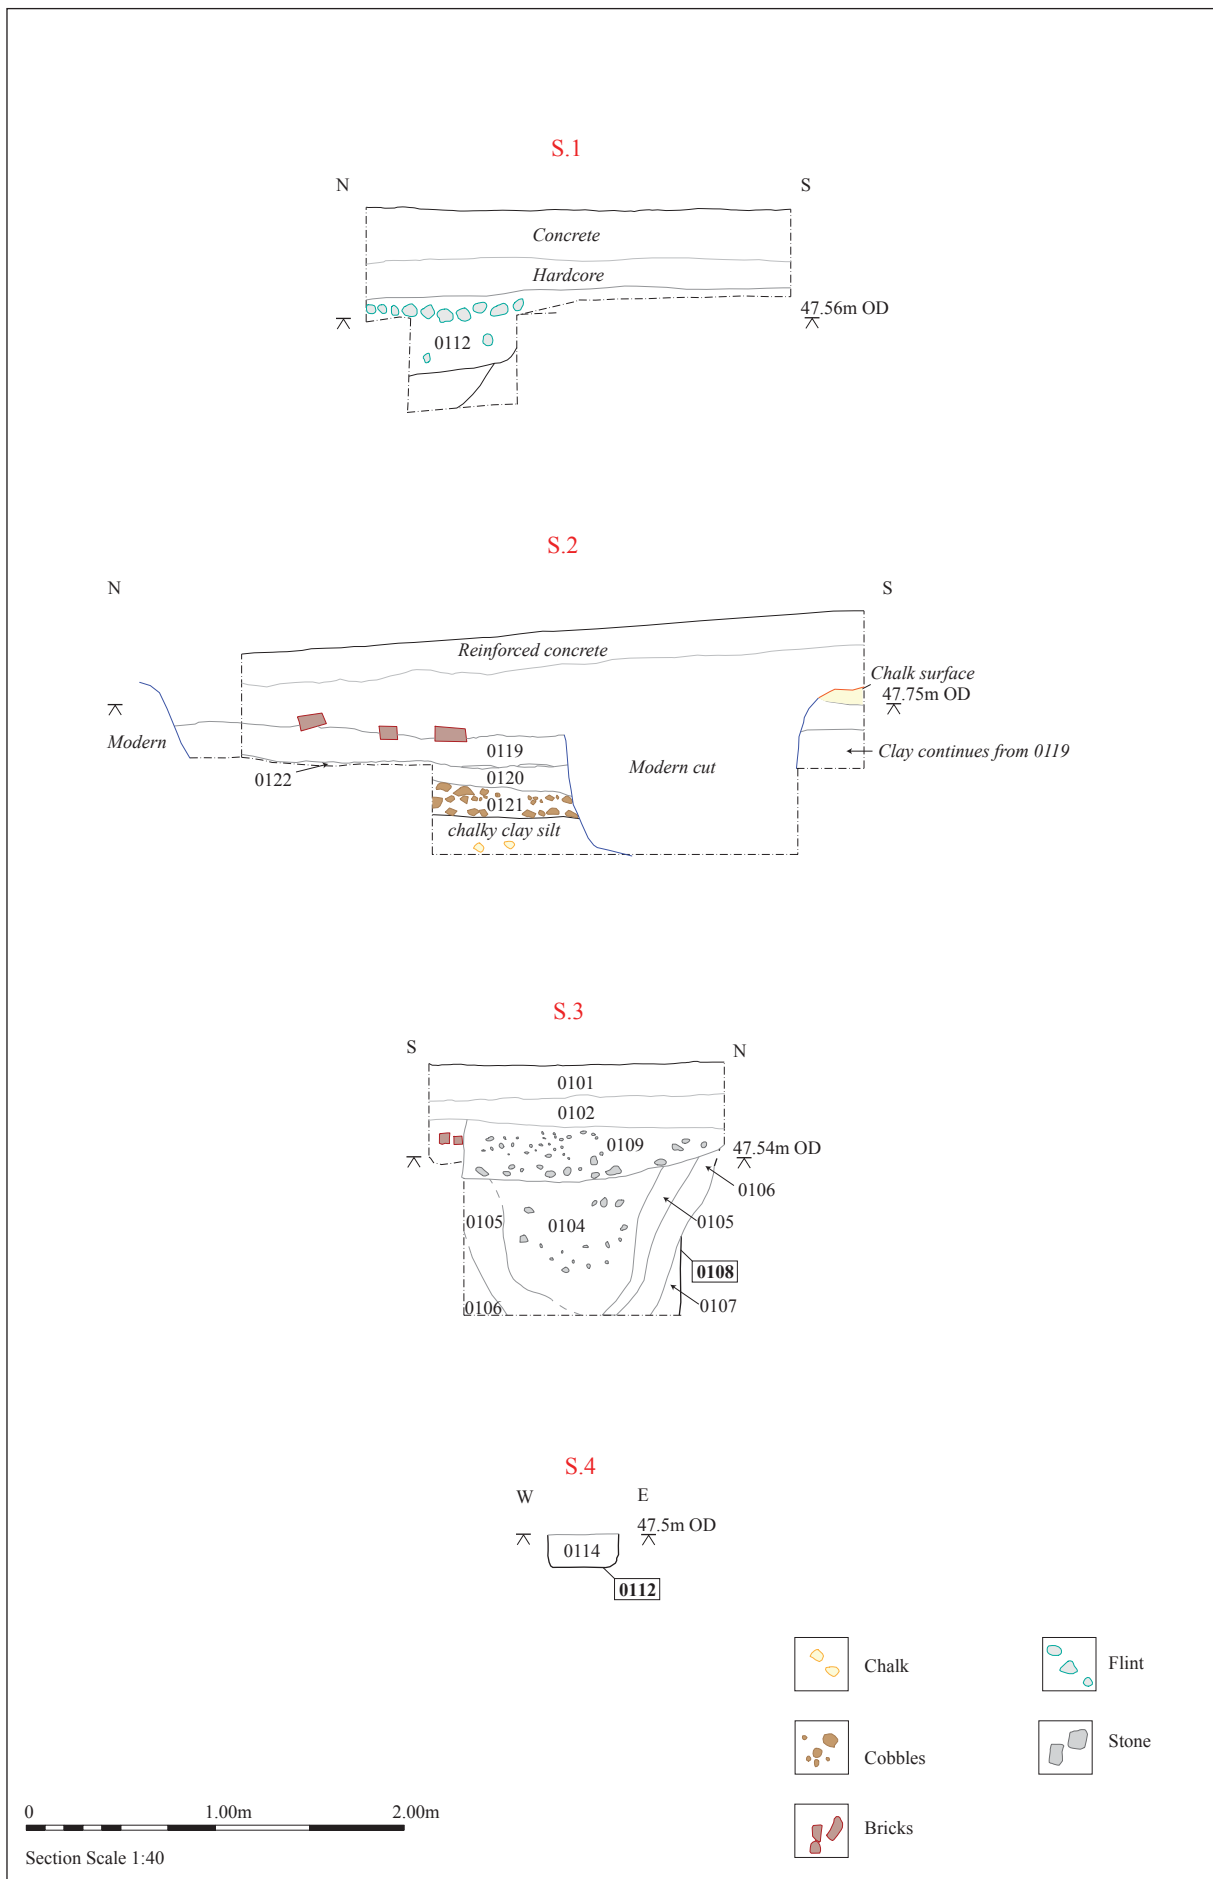 S.1
N S
Concrete
Hardcore
47.56m OD
0112
S.2
N S
Reinforced concrete
Chalk surface
47.75m OD
Modern
0119
Modern cut
Clay continues from 0119
0122
0120
0121
chalky clay silt
S.3
S N
0101
0102
0109
47.54m OD
0106
0105
0104
0105
0108
0106
0107
S.4
W E
47.5m OD
0114
0112
Chalk
Flint
Cobbles
Stone
Bricks
0 1.00m 2.00m
Section Scale 1:40